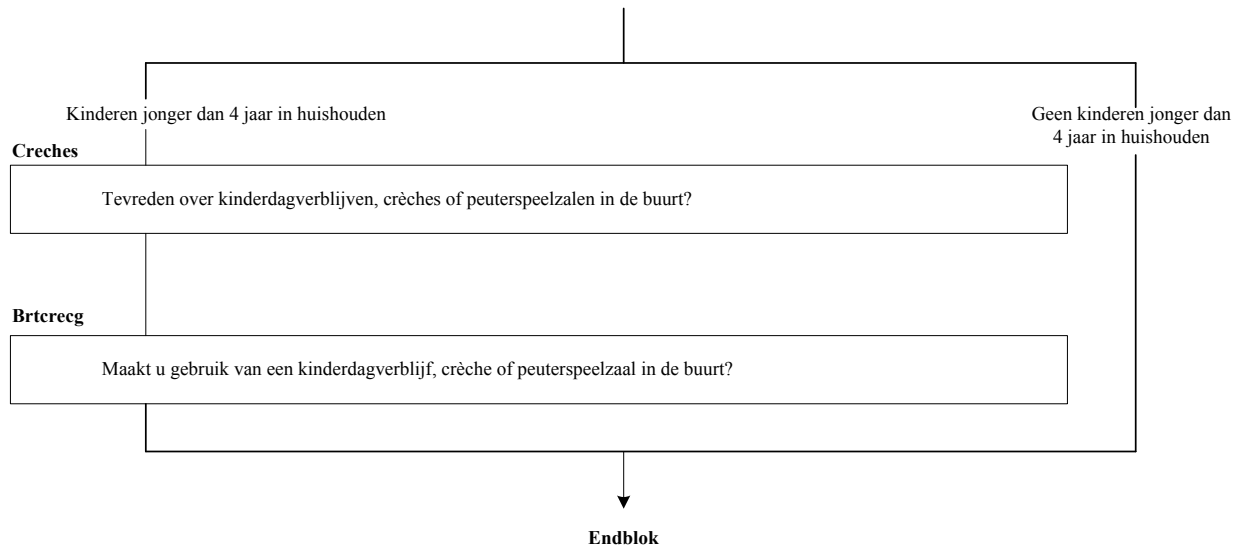 Kinderen jonger dan 4 jaar in huishouden
Geen kinderen jonger dan
4 jaar in huishouden
Creches
Tevreden over kinderdagverblijven, crèches of peuterspeelzalen in de buurt?
Brtcrecg
Maakt u gebruik van een kinderdagverblijf, crèche of peuterspeelzaal in de buurt?
Endblok